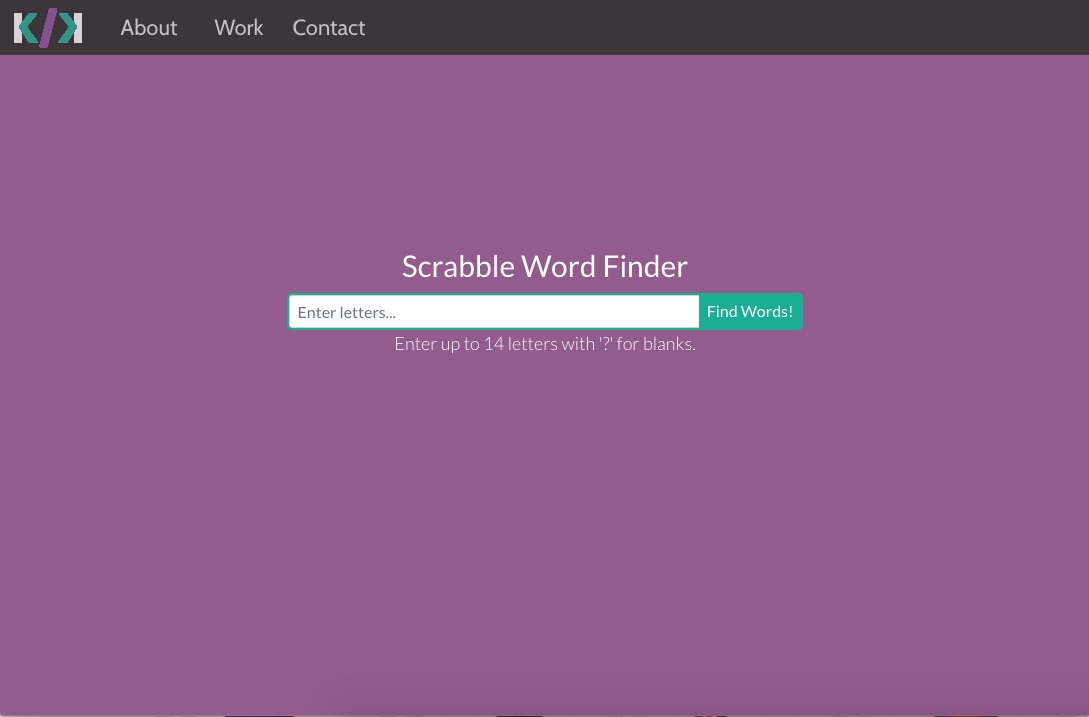 K/K
About Work Contact
Scrabble Word Finder
Enter letters... Find Words!
Enter up to 14 letters with '?' for blanks.